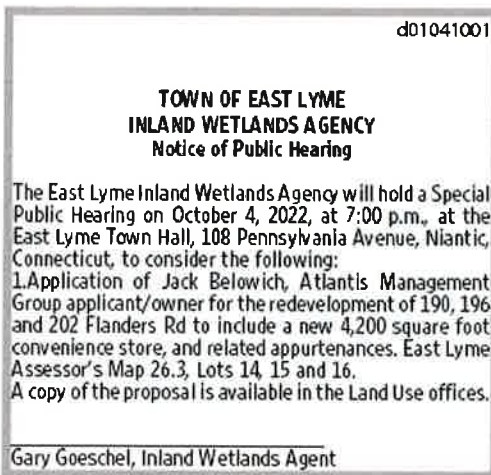 d01041001
TOWN OF EAST LYME
INLAND WETLANDS AGENCY
Notice of Public Hearing
The East Lyme Inland Wetlands Agency will hold a Special
Public Hearing on October 4, 2022, at 7:00 p.m., at the
East Lyme Town Hall, 108 Pennsylvania Avenue, Niantic,
Connecticut, to consider the following:
1.Application of Jack Belowich, Atlantis Management
Group applicant/owner for the redevelopment of 190, 196
and 202 Flanders Rd to include a new 4,200 square foot
convenience store, and related appurtenances. East Lyme
Assessor's Map 26.3, Lots 14, 15 and 16.
A copy of the proposal is available in the Land Use offices.
Gary Goeschel, Inland Wetlands Agent